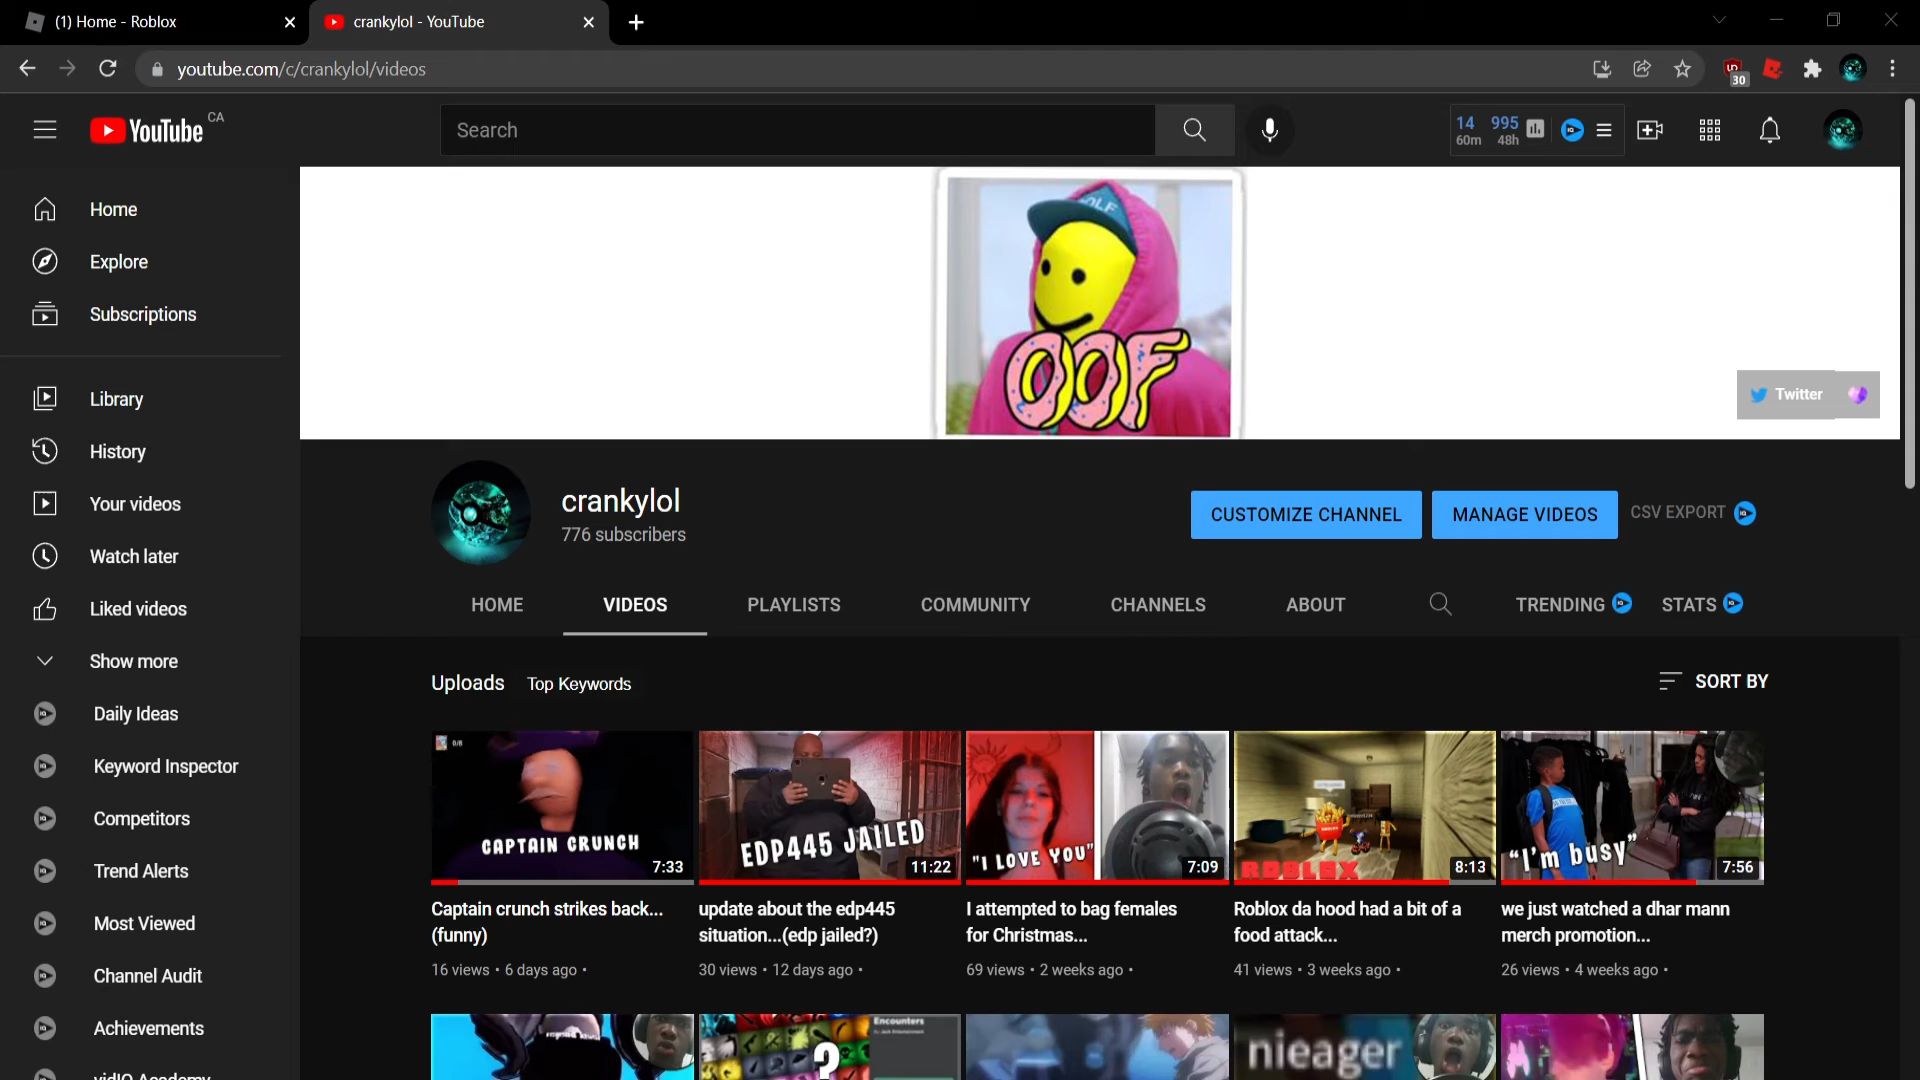 (1) Home - Roblox
crankylol - YouTube
youtube.com/c/crankylol/videos
30
YouTube CA
Search
14 995
60m 48h
Home
Explore
Subscriptions
Library
History
Your videos
Watch later
Liked videos
Show more
Daily Ideas
Keyword Inspector
Competitors
Trend Alerts
Most Viewed
Channel Audit
Achievements
vidIQ Academy
OOF
Twitter
crankylol
776 subscribers
CUSTOMIZE CHANNEL
MANAGE VIDEOS
CSV EXPORT
HOME
VIDEOS
PLAYLISTS
COMMUNITY
CHANNELS
ABOUT
TRENDING
STATS
Uploads
Top Keywords
SORT BY
0/8
CAPTAIN CRUNCH
7:33
Captain crunch strikes back...
(funny)
16 views • 6 days ago •
EDP445 JAILED
11:22
update about the edp445
situation...(edp jailed?)
30 views • 12 days ago •
"I LOVE YOU"
7:09
I attempted to bag females
for Christmas...
69 views • 2 weeks ago •
ROBLOX
8:13
Roblox da hood had a bit of a
food attack...
41 views • 3 weeks ago •
"I'm busy"
7:56
we just watched a dhar mann
merch promotion...
26 views • 4 weeks ago •
?
Encounters
nieager